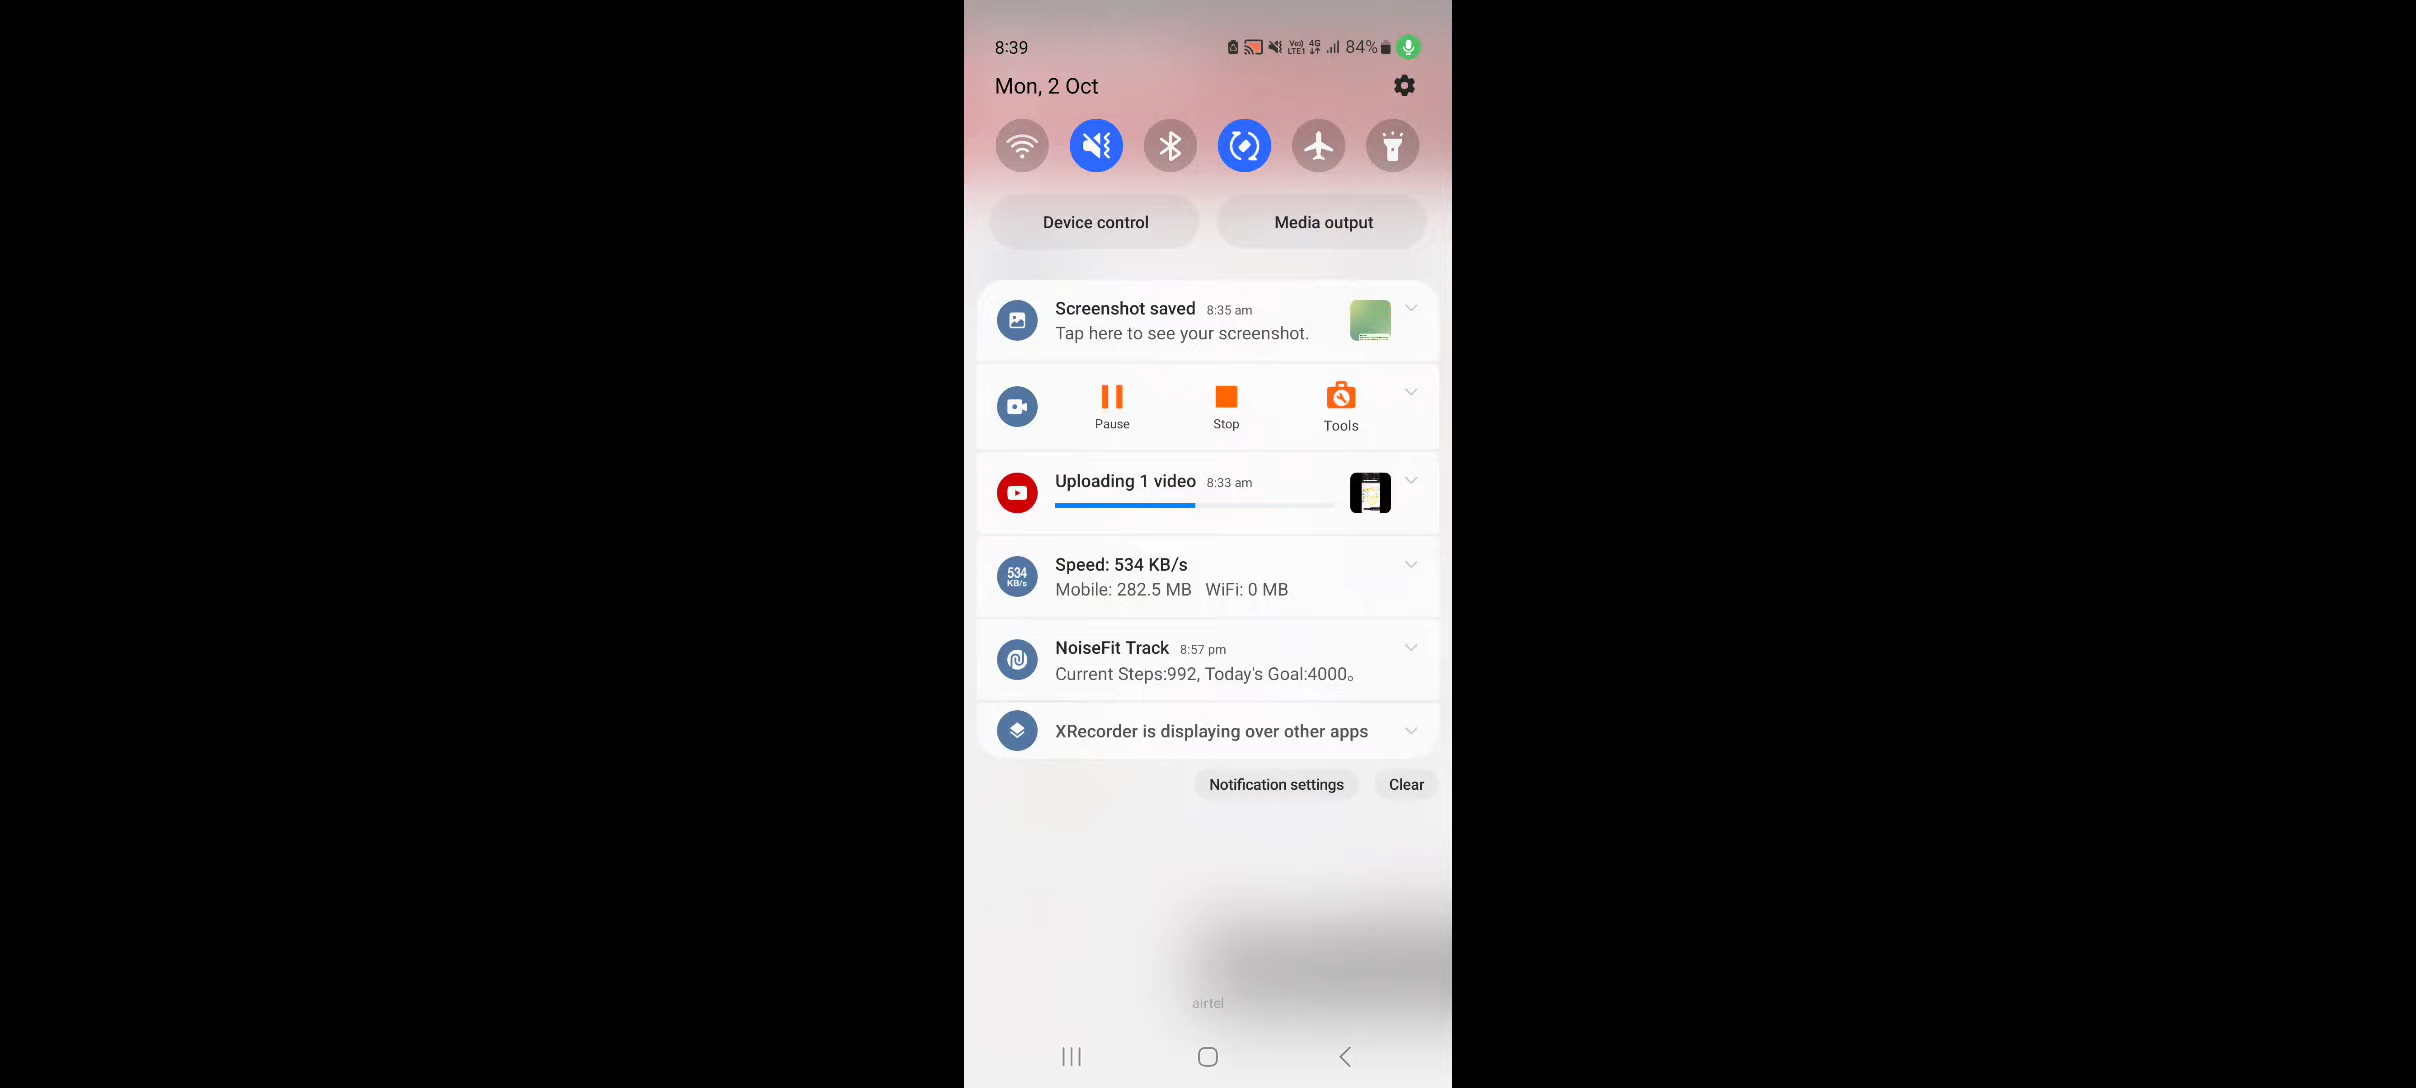 8:39
Vo)) 4G 84%
LTE1
Mon, 2 Oct
Device control Media output
Screenshot saved 8:35 am
Tap here to see your screenshot.
Pause Stop Tools
Uploading 1 video 8:33 am
534
KB/s
Speed: 534 KB/s
Mobile: 282.5 MB WiFi: 0 MB
NoiseFit Track 8:57 pm
Current Steps:992, Today's Goal:4000。
XRecorder is displaying over other apps
Notification settings Clear
airtel